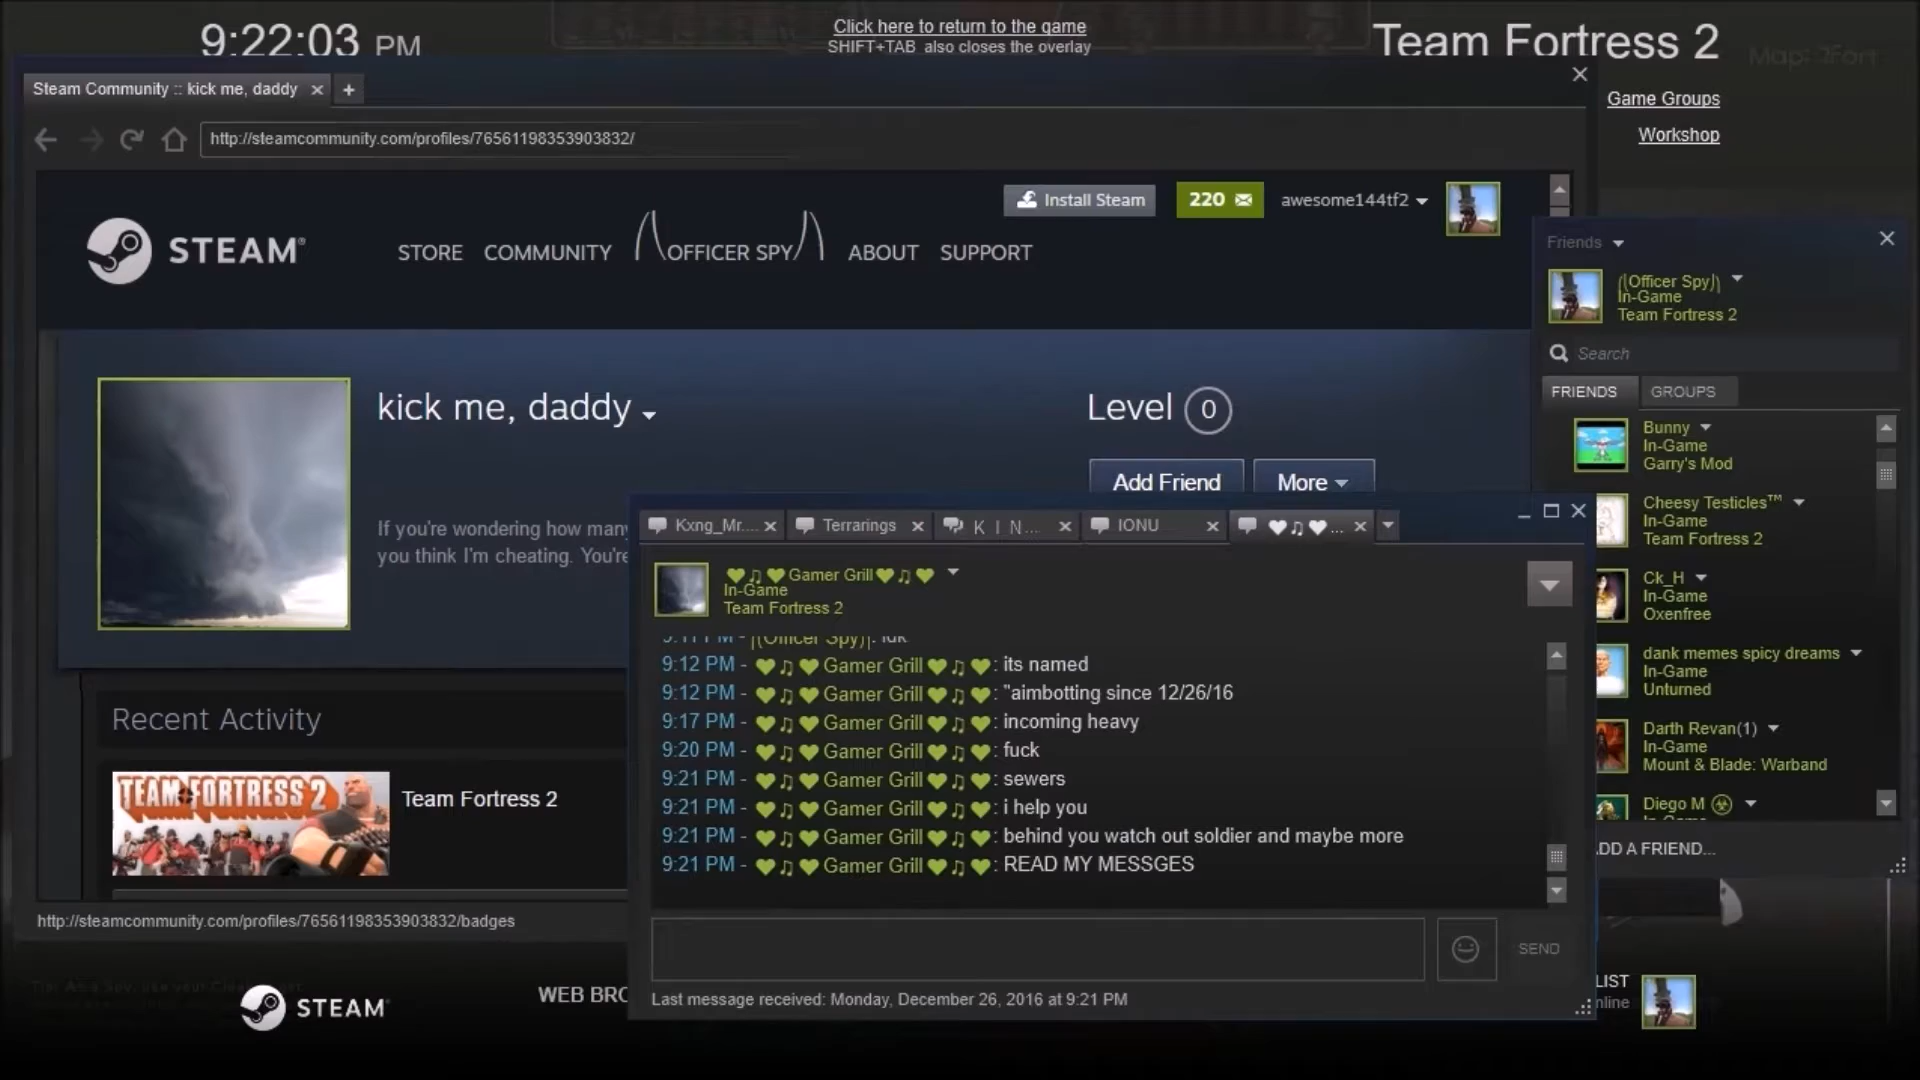 9:22:03 PM
Click here to return to the game
SHIFT+TAB also closes the overlay
Team Fortress 2
Map: 2Fort
Game Groups
Workshop
Steam Community :: kick me, daddy
http://steamcommunity.com/profiles/76561198353903832/
Install Steam
220
awesome144tf2
STEAM®
STORE
COMMUNITY
/\⎝OFFICER SPY⎠/\
ABOUT
SUPPORT
kick me, daddy
Level 0
Add Friend
More
If you're wondering how many
you think I'm cheating. You're
Recent Activity
TEAM FORTRESS 2
Team Fortress 2
http://steamcommunity.com/profiles/76561198353903832/badges
Kxng_Mr....
Terrarings
K I N...
IONU
♥♫♥...
♥♫♥Gamer Grill♥♫♥
In-Game
Team Fortress 2
9:11 PM - ⎛(Officer Spy)⎞: idk
9:12 PM - ♥♫♥Gamer Grill♥♫♥: its named
9:12 PM - ♥♫♥Gamer Grill♥♫♥: "aimbotting since 12/26/16
9:17 PM - ♥♫♥Gamer Grill♥♫♥: incoming heavy
9:20 PM - ♥♫♥Gamer Grill♥♫♥: fuck
9:21 PM - ♥♫♥Gamer Grill♥♫♥: sewers
9:21 PM - ♥♫♥Gamer Grill♥♫♥: i help you
9:21 PM - ♥♫♥Gamer Grill♥♫♥: behind you watch out soldier and maybe more
9:21 PM - ♥♫♥Gamer Grill♥♫♥: READ MY MESSGES
SEND
Last message received: Monday, December 26, 2016 at 9:21 PM
Friends
⎛(Officer Spy)⎞
In-Game
Team Fortress 2
Search
FRIENDS
GROUPS
Bunny
In-Game
Garry's Mod
Cheesy Testicles™
In-Game
Team Fortress 2
Ck_H
In-Game
Oxenfree
dank memes spicy dreams
In-Game
Unturned
Darth Revan(1)
In-Game
Mount & Blade: Warband
Diego M ☣
In-Game
DD A FRIEND...
STEAM®
WEB BRO
LIST
nline